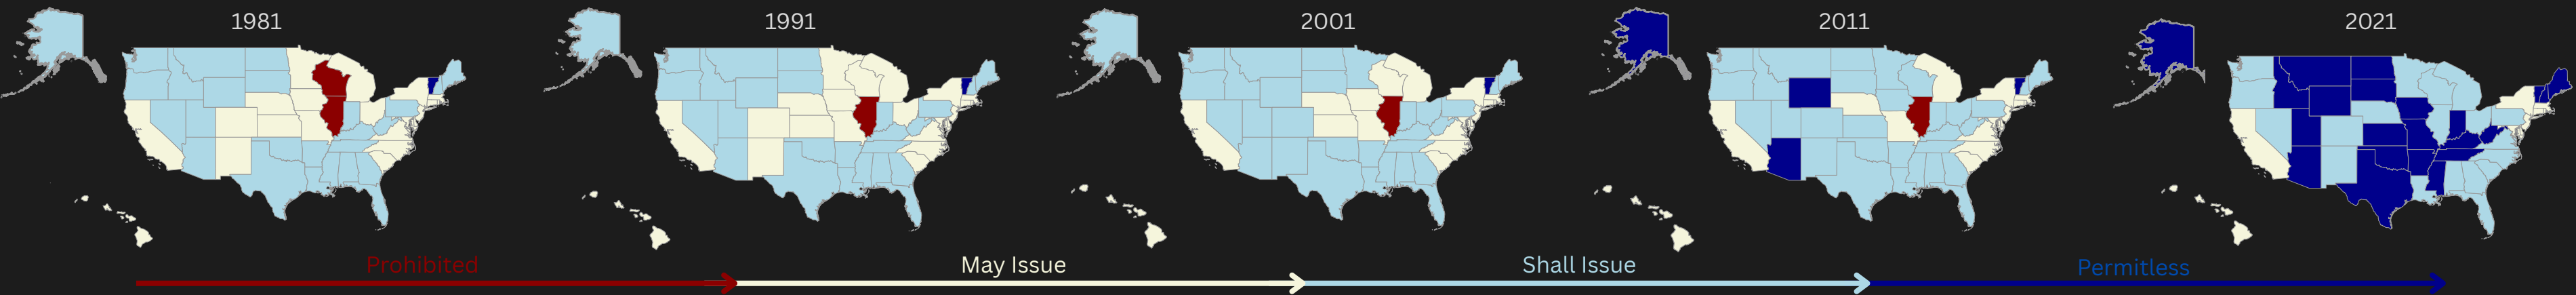 1981
1991
2001
2011
2021
Prohibited
May Issue
Shall Issue
Permitless